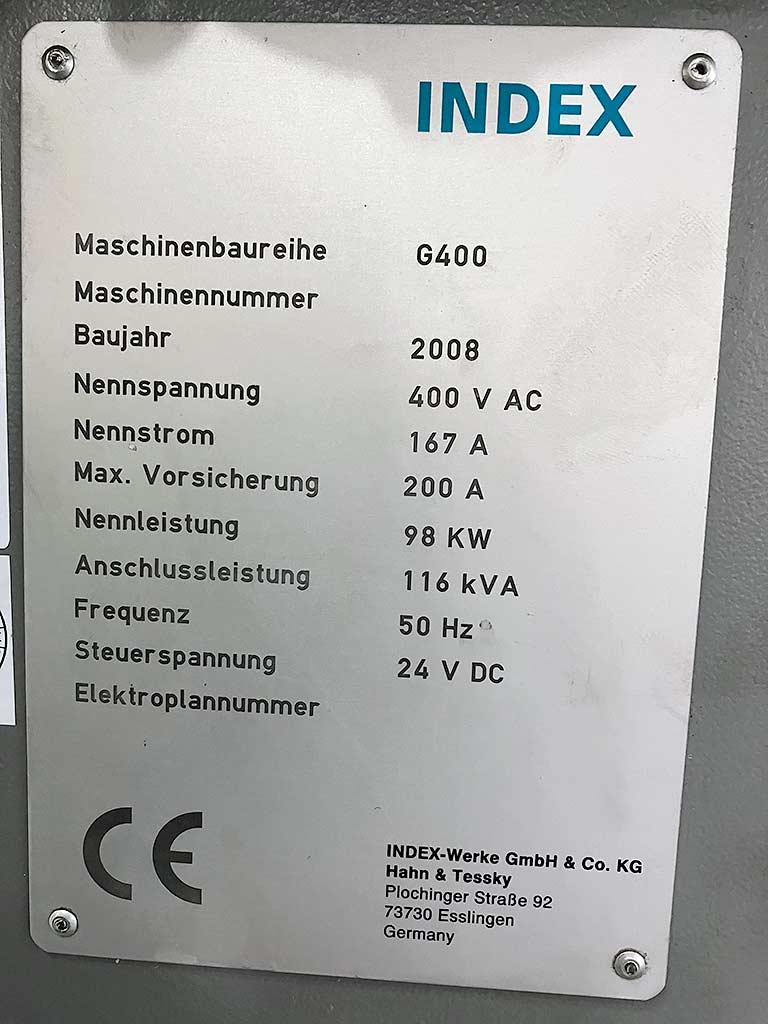 INDEX
Maschinenbaureihe G400
Maschinennummer
Baujahr 2008
Nennspannung 400 V AC
Nennstrom 167 A
Max. Vorsicherung 200 A
Nennleistung 98 KW
Anschlussleistung 116 kVA
Frequenz 50 Hz
Steuerspannung 24 V DC
Elektroplannummer
CE
INDEX-Werke GmbH & Co. KG
Hahn & Tessky
Plochinger Straße 92
73730 Esslingen
Germany